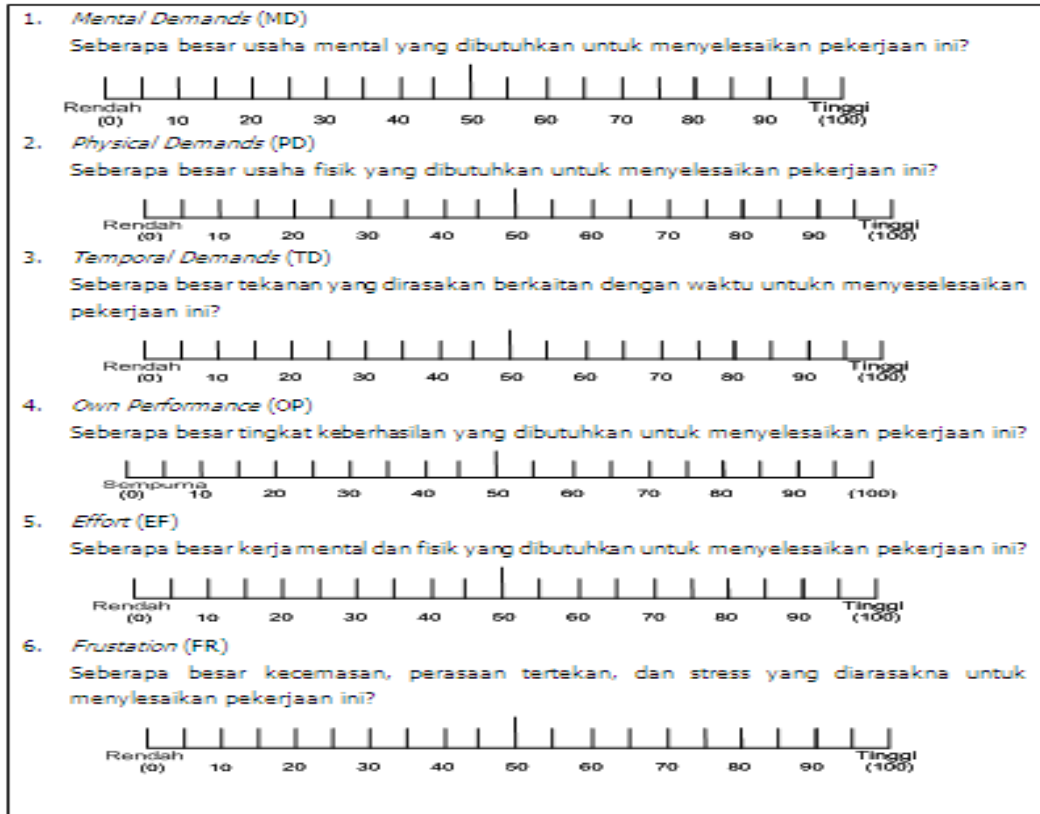 1. Mental Demands (MD)
Seberapa besar usaha mental yang dibutuhkan untuk menyelesaikan pekerjaan ini?
Rendah Tinggi
(0) 10 20 30 40 50 60 70 80 90 (100)
2. Physical Demands (PD)
Seberapa besar usaha fisik yang dibutuhkan untuk menyelesaikan pekerjaan ini?
Rendah Tinggi
(0) 10 20 30 40 50 60 70 80 90 (100)
3. Temporal Demands (TD)
Seberapa besar tekanan yang dirasakan berkaitan dengan waktu untukn menyeselesaikan
pekerjaan ini?
Rendah Tinggi
(0) 10 20 30 40 50 60 70 80 90 (100)
4. Own Performance (OP)
Seberapa besar tingkat keberhasilan yang dibutuhkan untuk menyelesaikan pekerjaan ini?
Sempurna
(0) 10 20 30 40 50 60 70 80 90 (100)
5. Effort (EF)
Seberapa besar kerja mental dan fisik yang dibutuhkan untuk menyelesaikan pekerjaan ini?
Rendah Tinggi
(0) 10 20 30 40 50 60 70 80 90 (100)
6. Frustation (FR)
Seberapa besar kecemasan, perasaan tertekan, dan stress yang diarasakna untuk
menylesaikan pekerjaan ini?
Rendah Tinggi
(0) 10 20 30 40 50 60 70 80 90 (100)